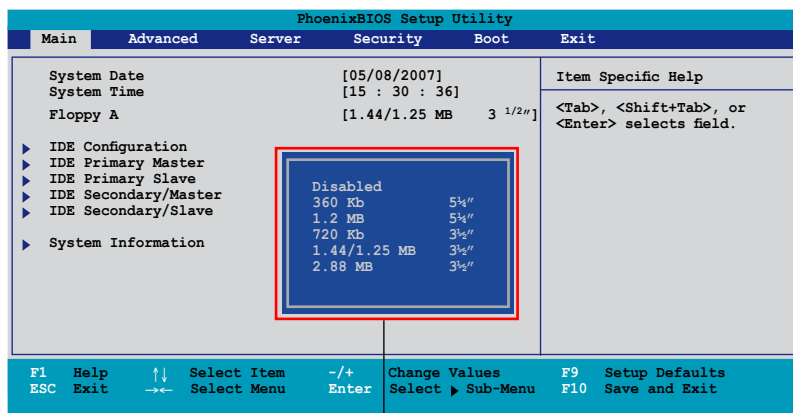 PhoenixBIOS Setup Utility
Main Advanced Server Security Boot Exit
System Date [05/08/2007]
System Time [15 : 30 : 36]
Floppy A [1.44/1.25 MB 3 1/2″]
Item Specific Help
<Tab>, <Shift+Tab>, or
<Enter> selects field.
IDE Configuration
IDE Primary Master
IDE Primary Slave
IDE Secondary/Master
IDE Secondary/Slave
System Information
Disabled
360 Kb 5¼″
1.2 MB 5¼″
720 Kb 3½″
1.44/1.25 MB 3½″
2.88 MB 3½″
F1 Help ↑↓ Select Item -/+ Change Values F9 Setup Defaults
ESC Exit →← Select Menu Enter Select ▶ Sub-Menu F10 Save and Exit